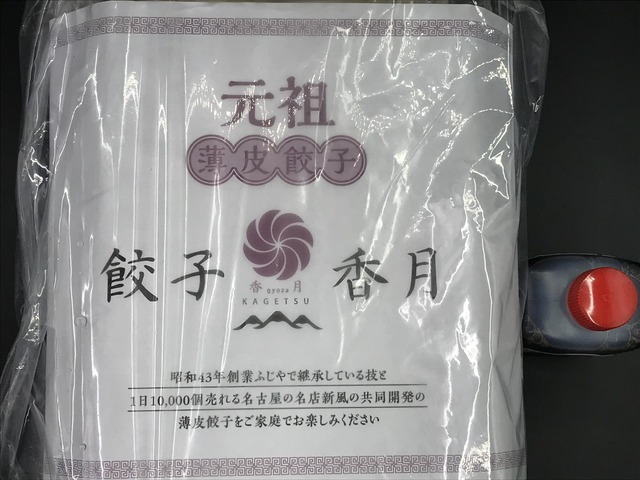 元祖
薄皮餃子
餃子 香月
香 gyoza 月
KAGETSU
昭和43年創業ふじやで継承している技と
1日10,000個売れる名古屋の名店新風の共同開発の
薄皮餃子をご家庭でお楽しみください